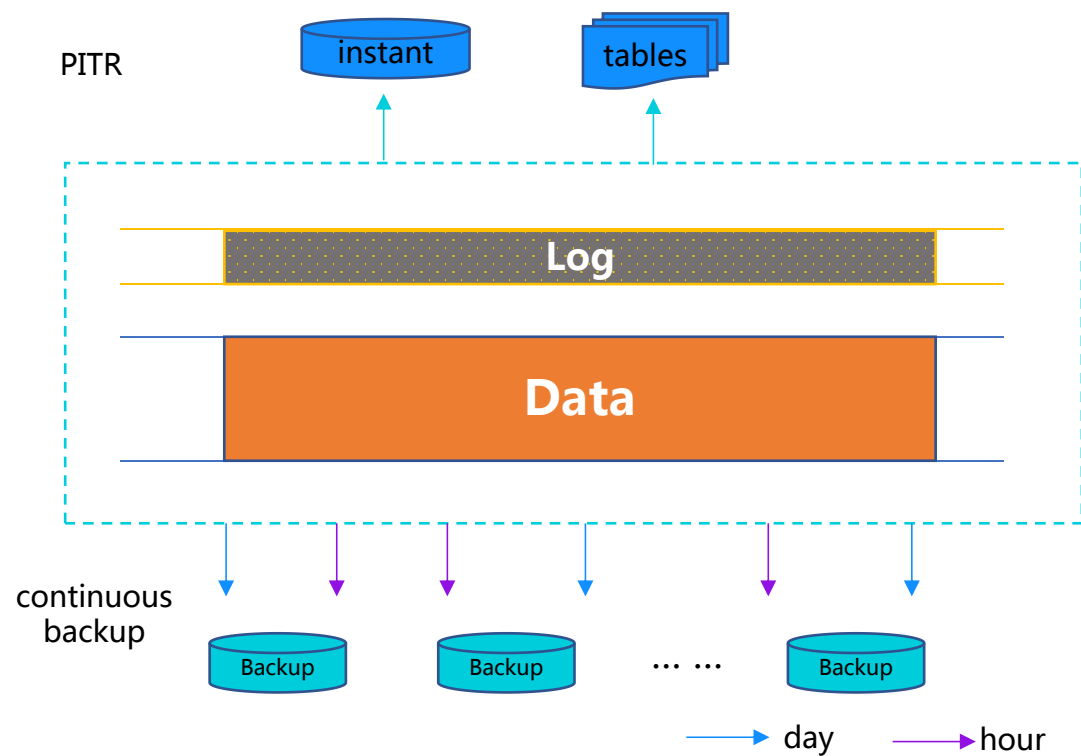 instant
tables
PITR
Log
Data
continuous
backup
Backup
Backup
... ...
Backup
day
hour